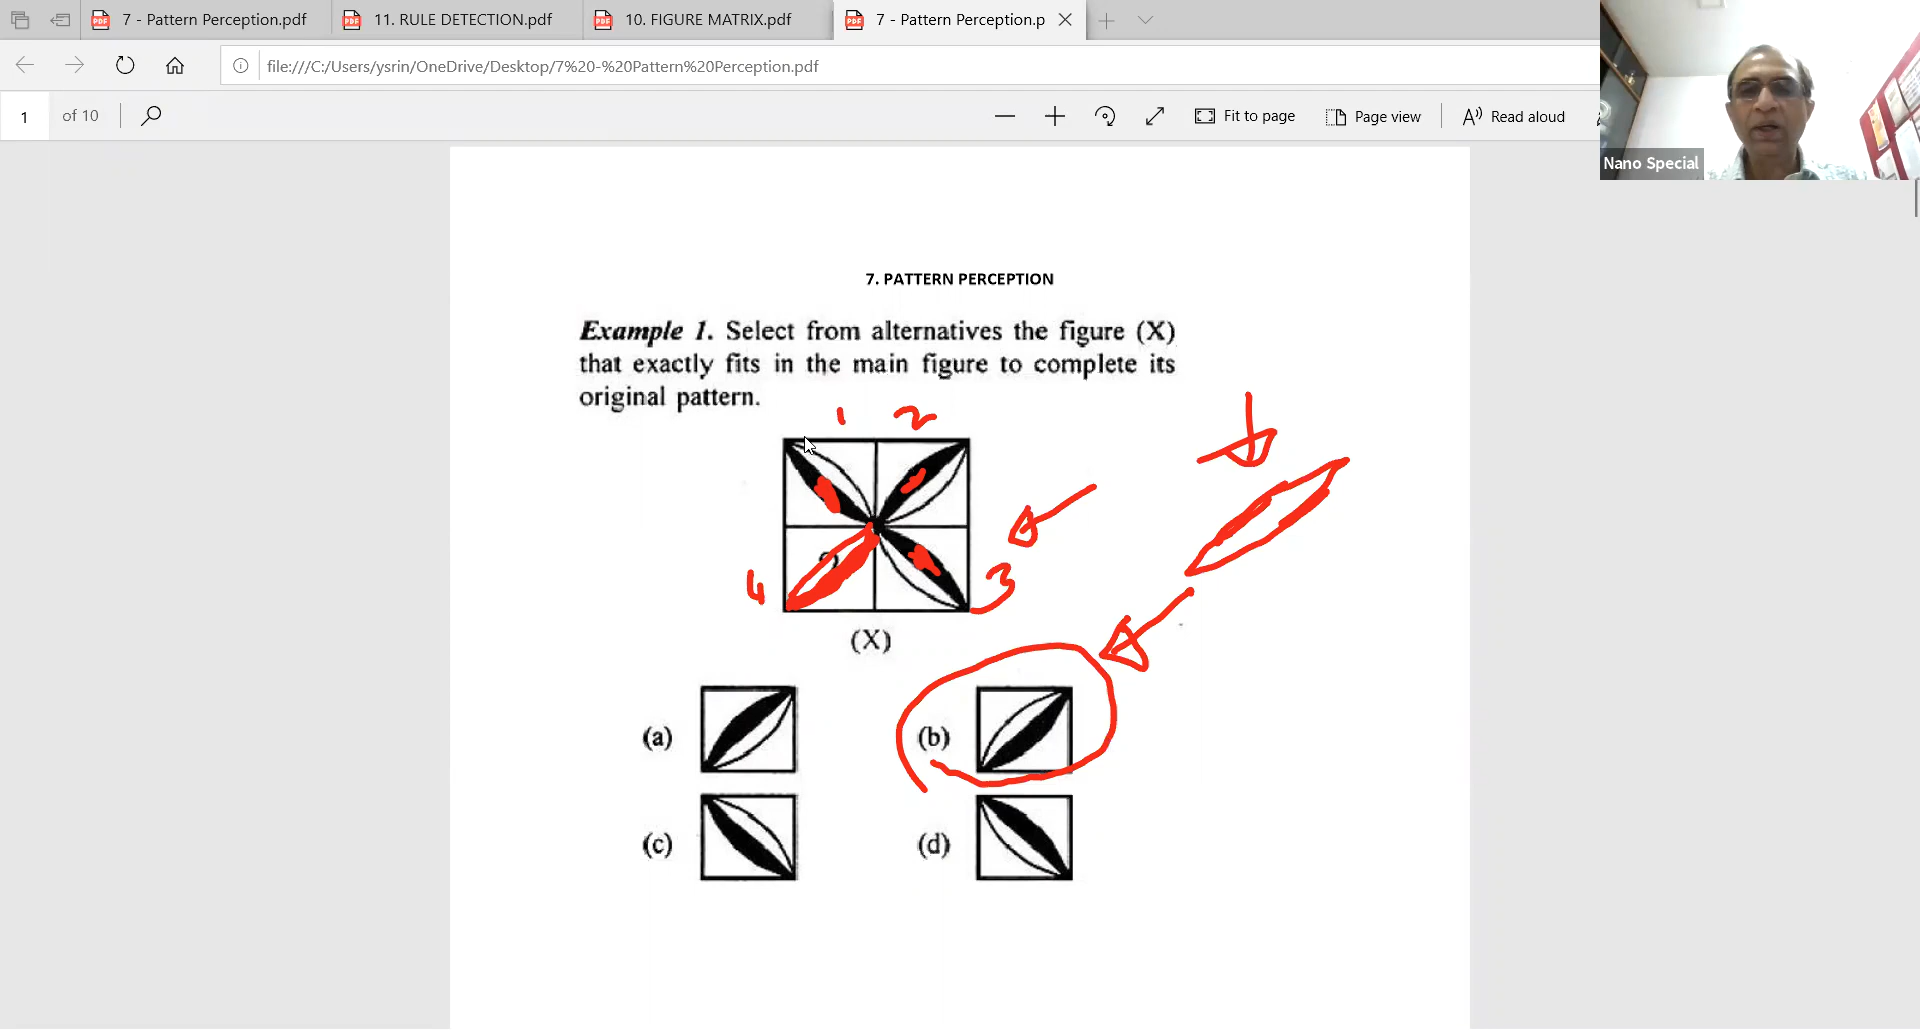 7 - Pattern Perception.pdf
11. RULE DETECTION.pdf
10. FIGURE MATRIX.pdf
7 - Pattern Perception.p
file:///C:/Users/ysrin/OneDrive/Desktop/7%20-%20Pattern%20Perception.pdf
1 of 10
Fit to page
Page view
Read aloud
Nano Special
7. PATTERN PERCEPTION
Example 1. Select from alternatives the figure (X)
that exactly fits in the main figure to complete its
original pattern.
1 2
?
4 3
(X)
(a) (b)
(c) (d)